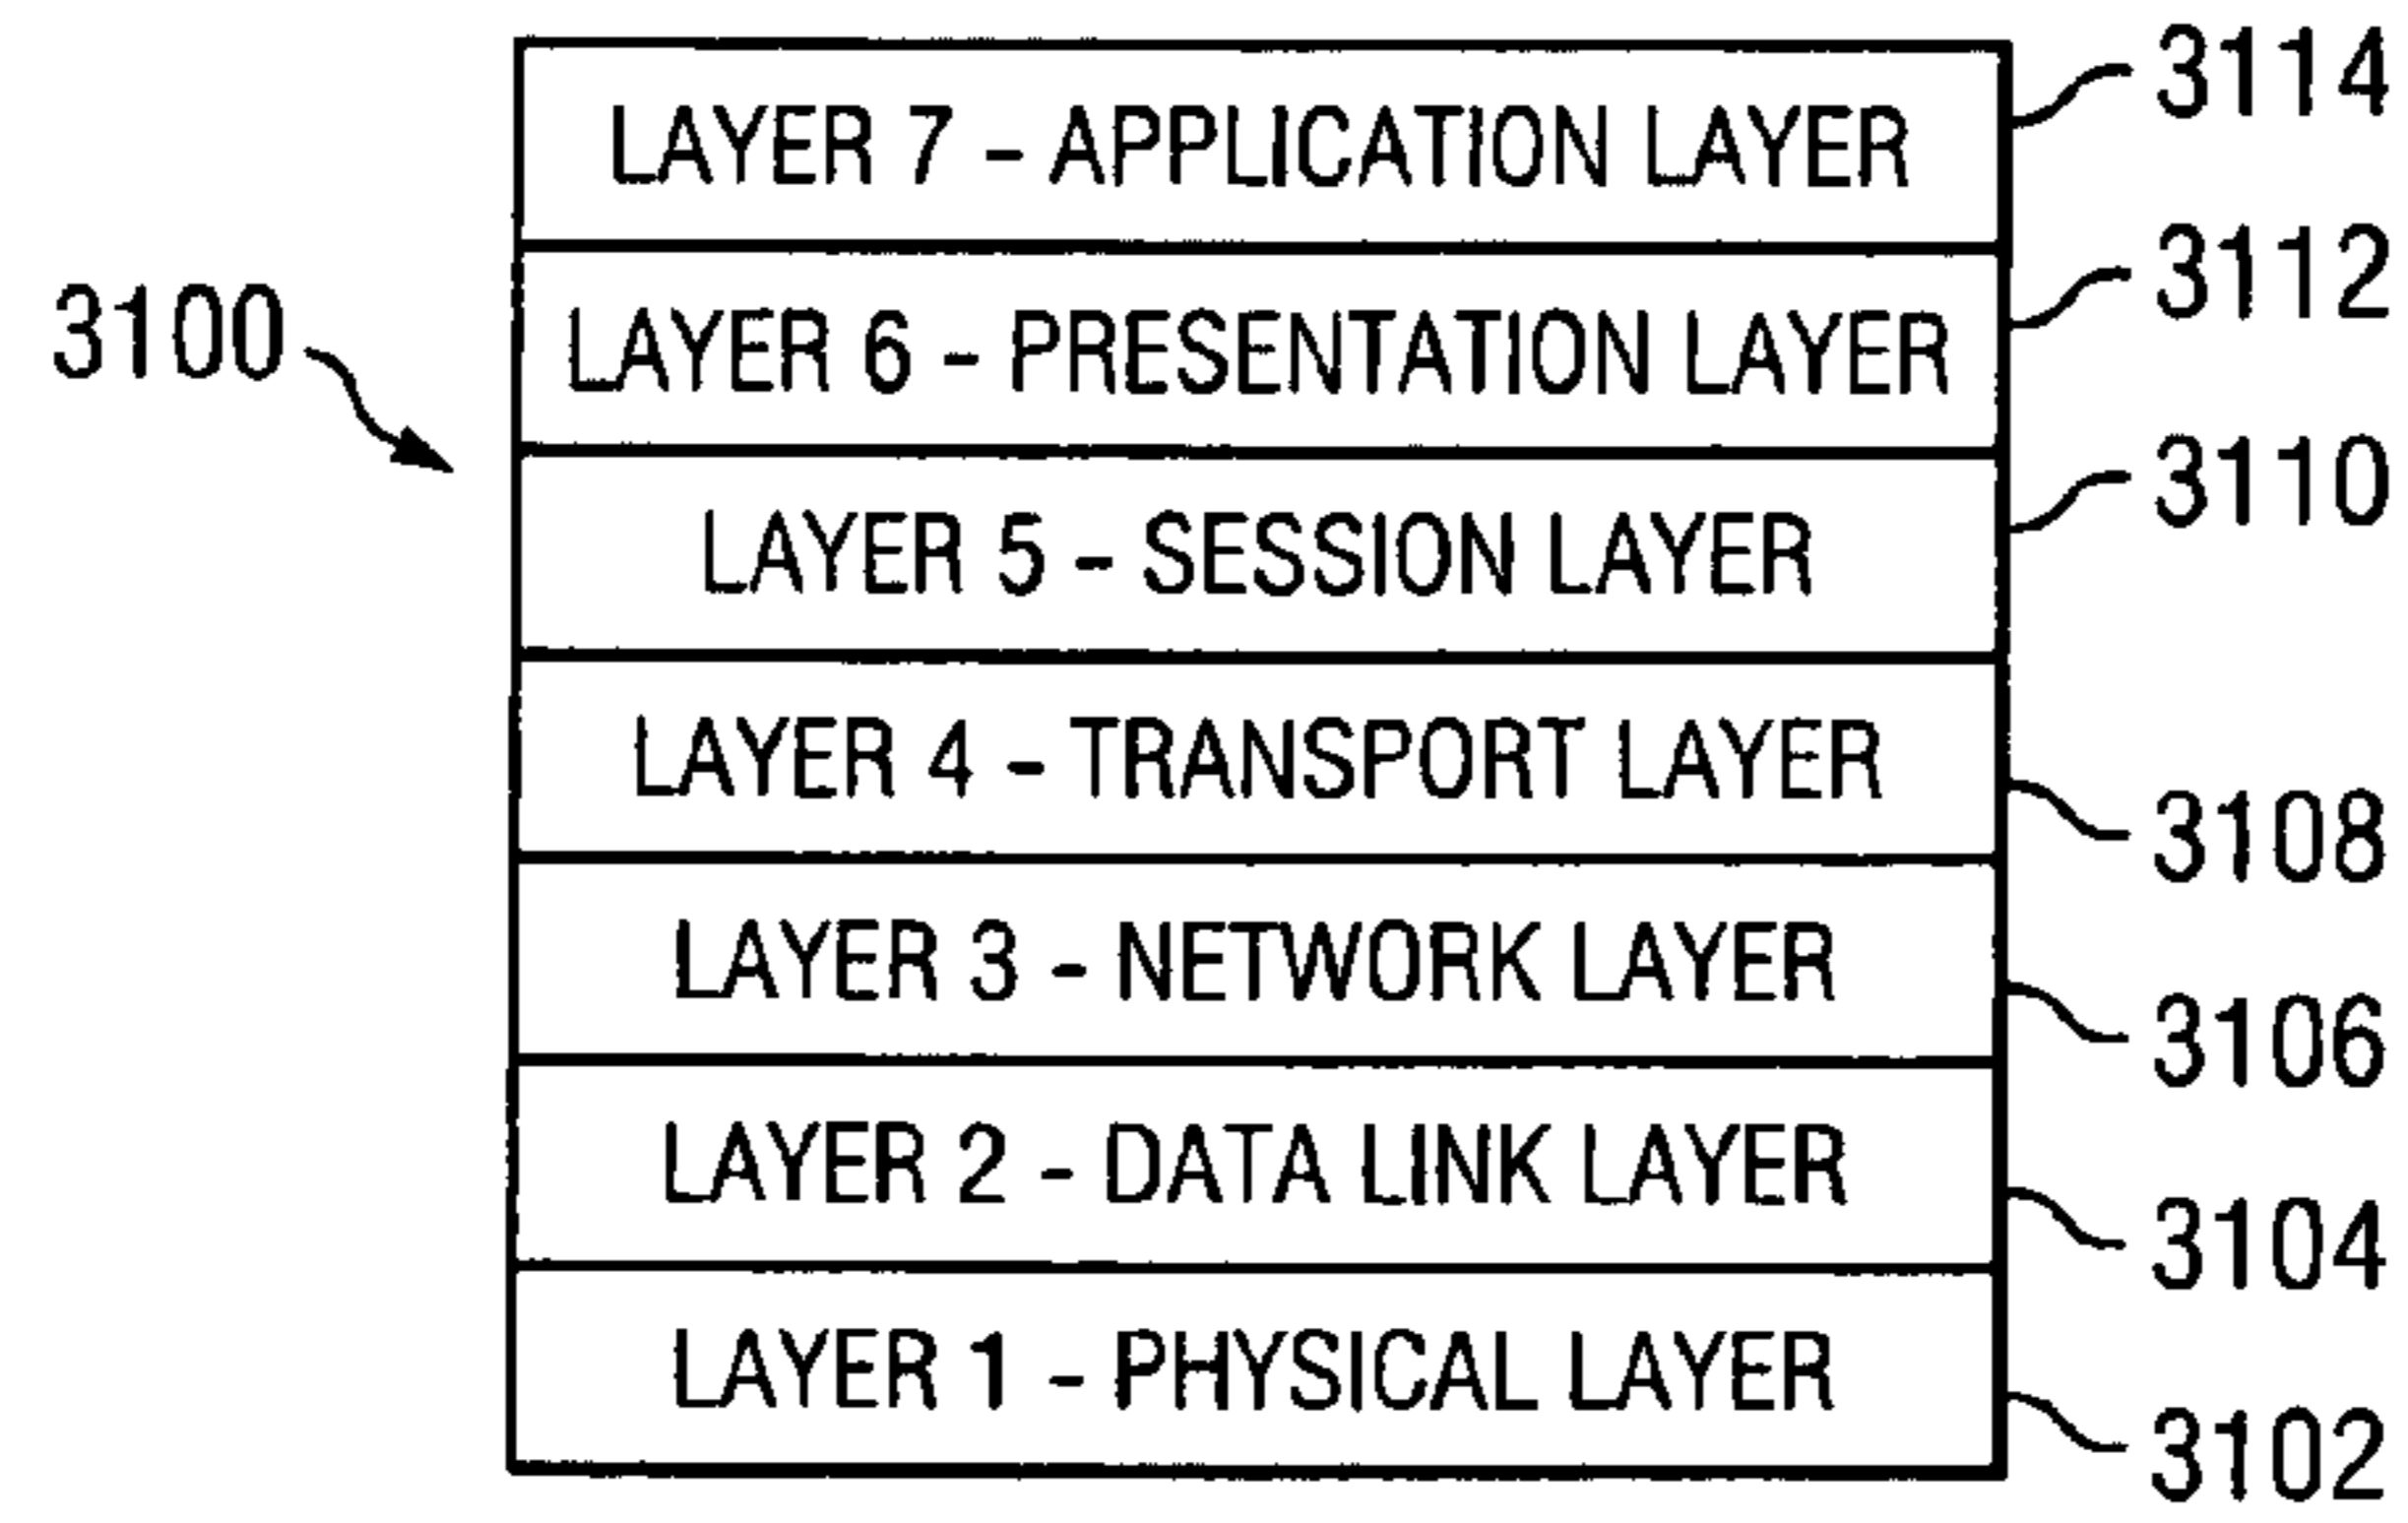 3114
LAYER 7 - APPLICATION LAYER
3112
3100
LAYER 6 - PRESENTATION LAYER
3110
LAYER 5 - SESSION LAYER
LAYER 4 - TRANSPORT LAYER
3108
LAYER 3 - NETWORK LAYER
3106
LAYER 2 - DATA LINK LAYER
3104
LAYER 1 - PHYSICAL LAYER
3102